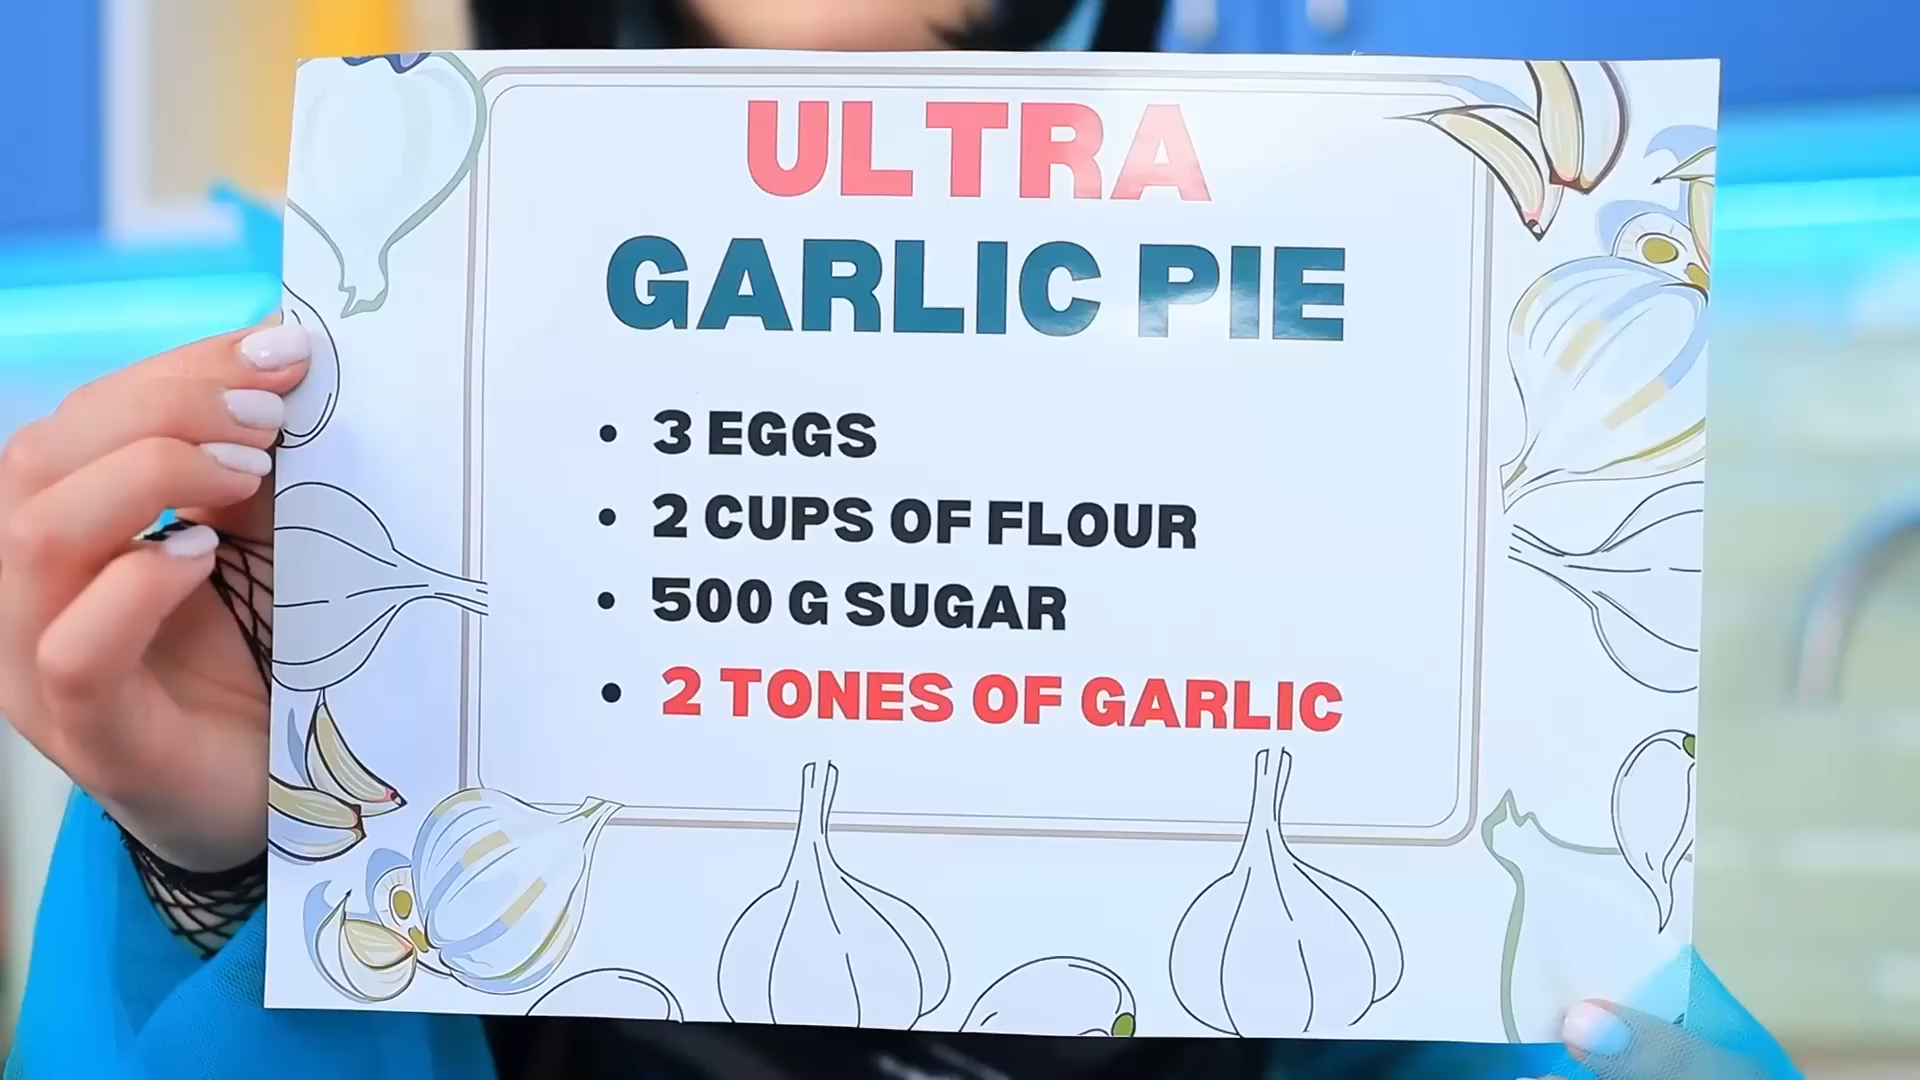 ULTRA
GARLIC PIE
• 3 EGGS
• 2 CUPS OF FLOUR
• 500 G SUGAR
• 2 TONES OF GARLIC